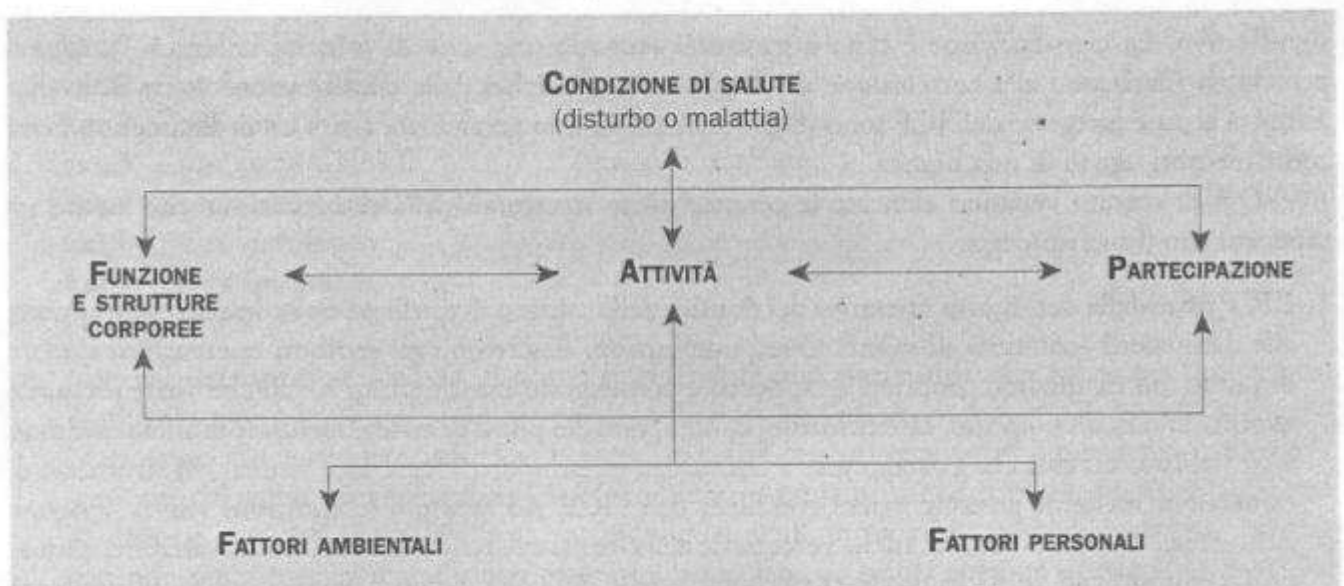 CONDIZIONE DI SALUTE
(disturbo o malattia)
FUNZIONE
E STRUTTURE
CORPOREE
ATTIVITÀ
PARTECIPAZIONE
FATTORI AMBIENTALI
FATTORI PERSONALI